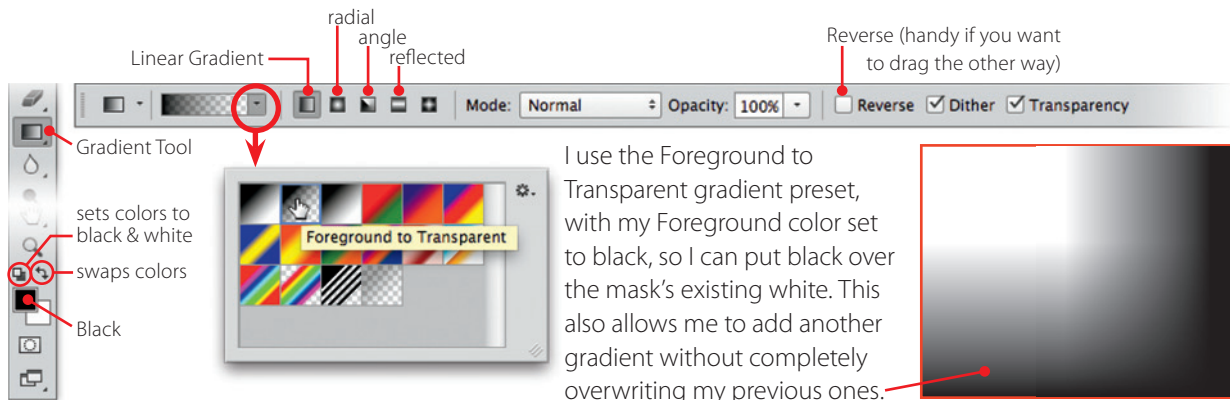 radial
angle
reflected
Linear Gradient
Reverse (handy if you want
to drag the other way)
Mode: Normal Opacity: 100% Reverse Dither Transparency
Gradient Tool
sets colors to
black & white
swaps colors
Black
Foreground to Transparent
I use the Foreground to
Transparent gradient preset,
with my Foreground color set
to black, so I can put black over
the mask’s existing white. This
also allows me to add another
gradient without completely
overwriting my previous ones.